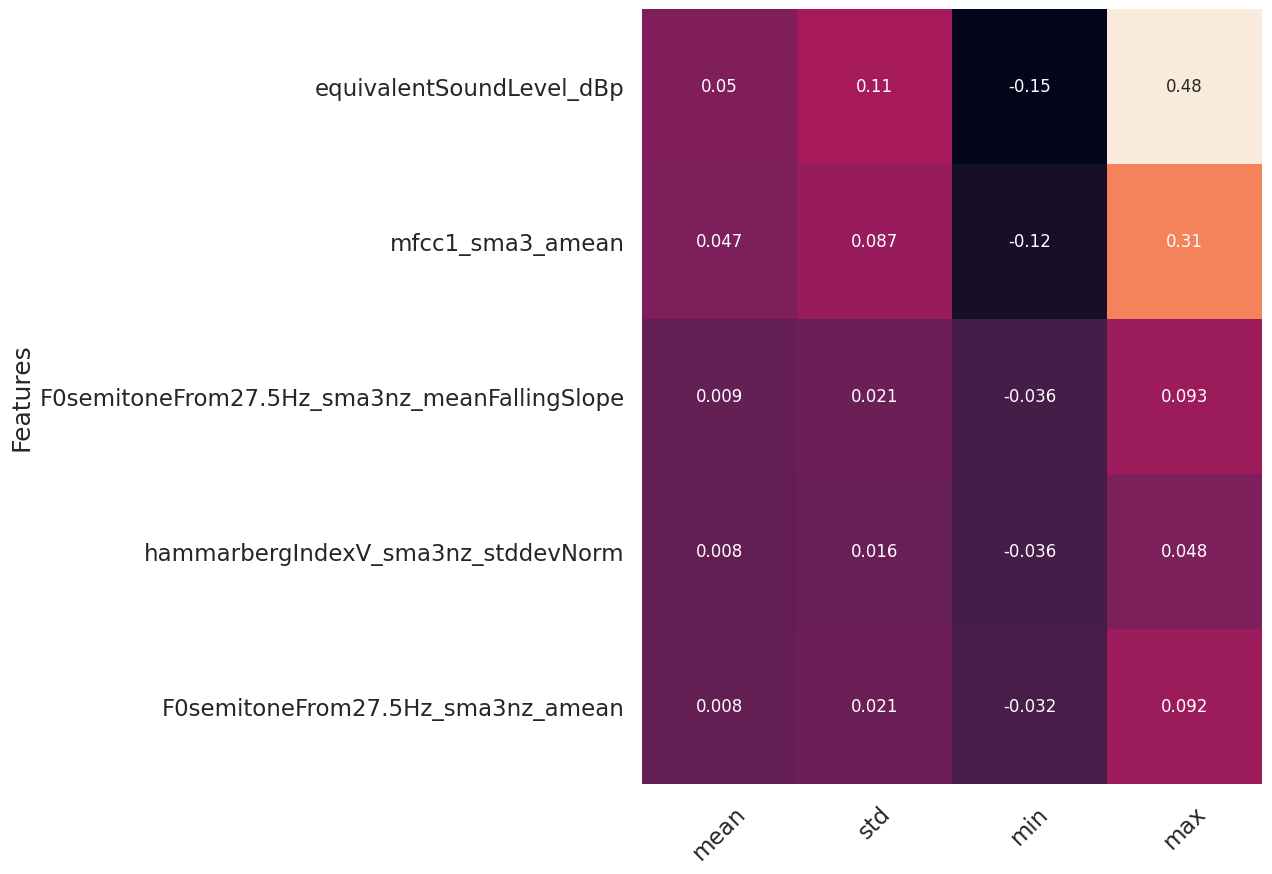 Features
equivalentSoundLevel_dBp 0.05 0.11 -0.15 0.48
mfcc1_sma3_amean 0.047 0.087 -0.12 0.31
F0semitoneFrom27.5Hz_sma3nz_meanFallingSlope 0.009 0.021 -0.036 0.093
hammarbergIndexV_sma3nz_stddevNorm 0.008 0.016 -0.036 0.048
F0semitoneFrom27.5Hz_sma3nz_amean 0.008 0.021 -0.032 0.092
mean std min max